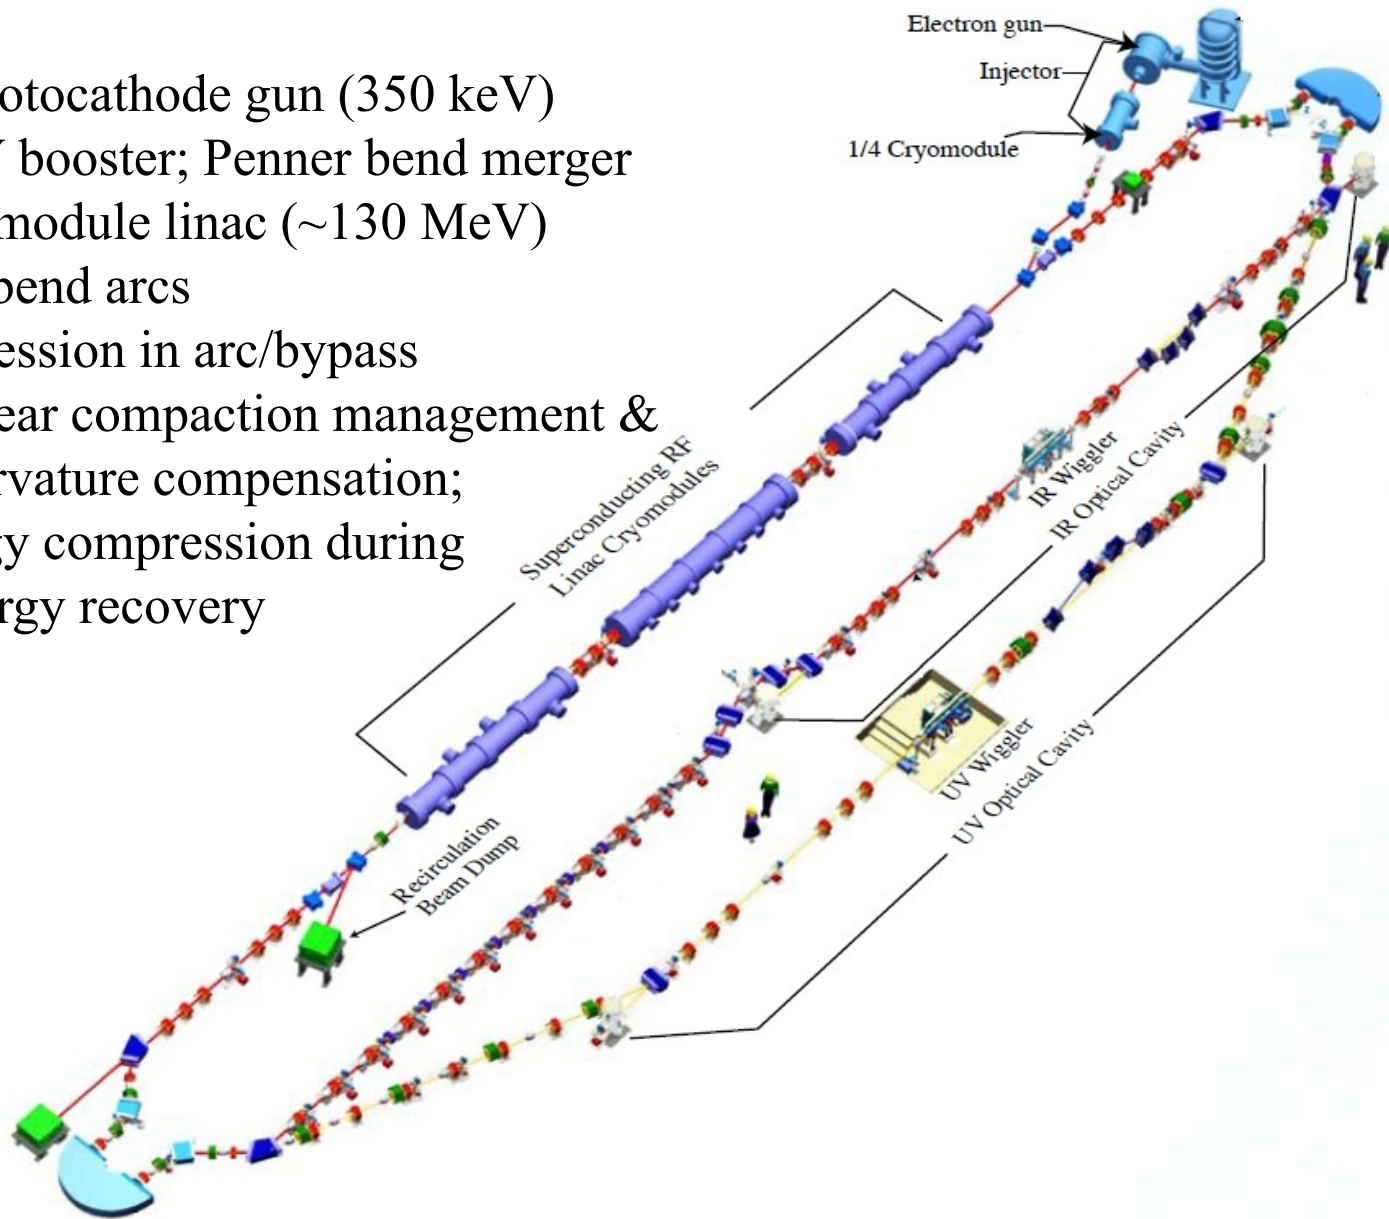 otocathode gun (350 keV)
booster; Penner bend merger
module linac (~130 MeV)
bend arcs
ession in arc/bypass
ear compaction management &
rvature compensation;
gy compression during
rgy recovery
Electron gun
Injector
1/4 Cryomodule
Superconducting RF
Linac Cryomodules
IR Wiggler
IR Optical Cavity
UV Wiggler
UV Optical Cavity
Recirculation
Beam Dump